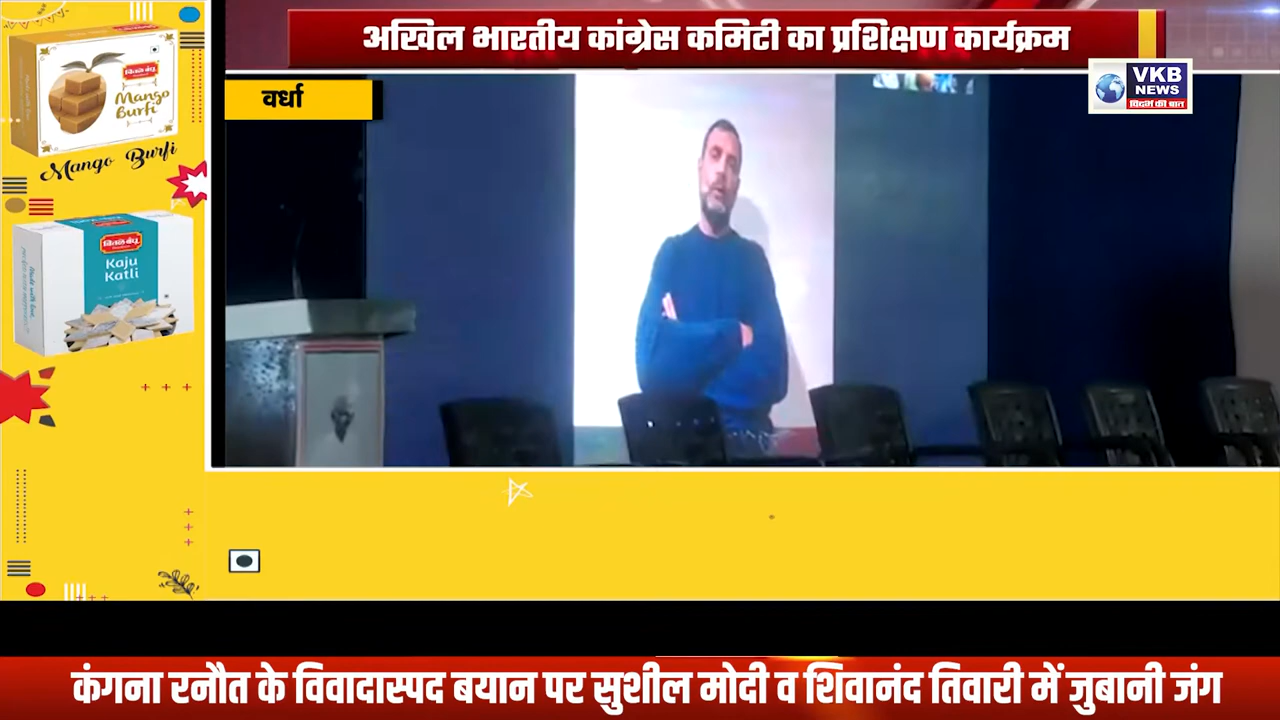 अखिल भारतीय कांग्रेस कमिटी का प्रशिक्षण कार्यक्रम
वर्धा
VKB
NEWS
विदर्भ की बात
Mango
Burfi
Mango Burfi
Kaju
Katli
कंगना रनौत के विवादास्पद बयान पर सुशील मोदी व शिवानंद तिवारी में जुबानी जंग